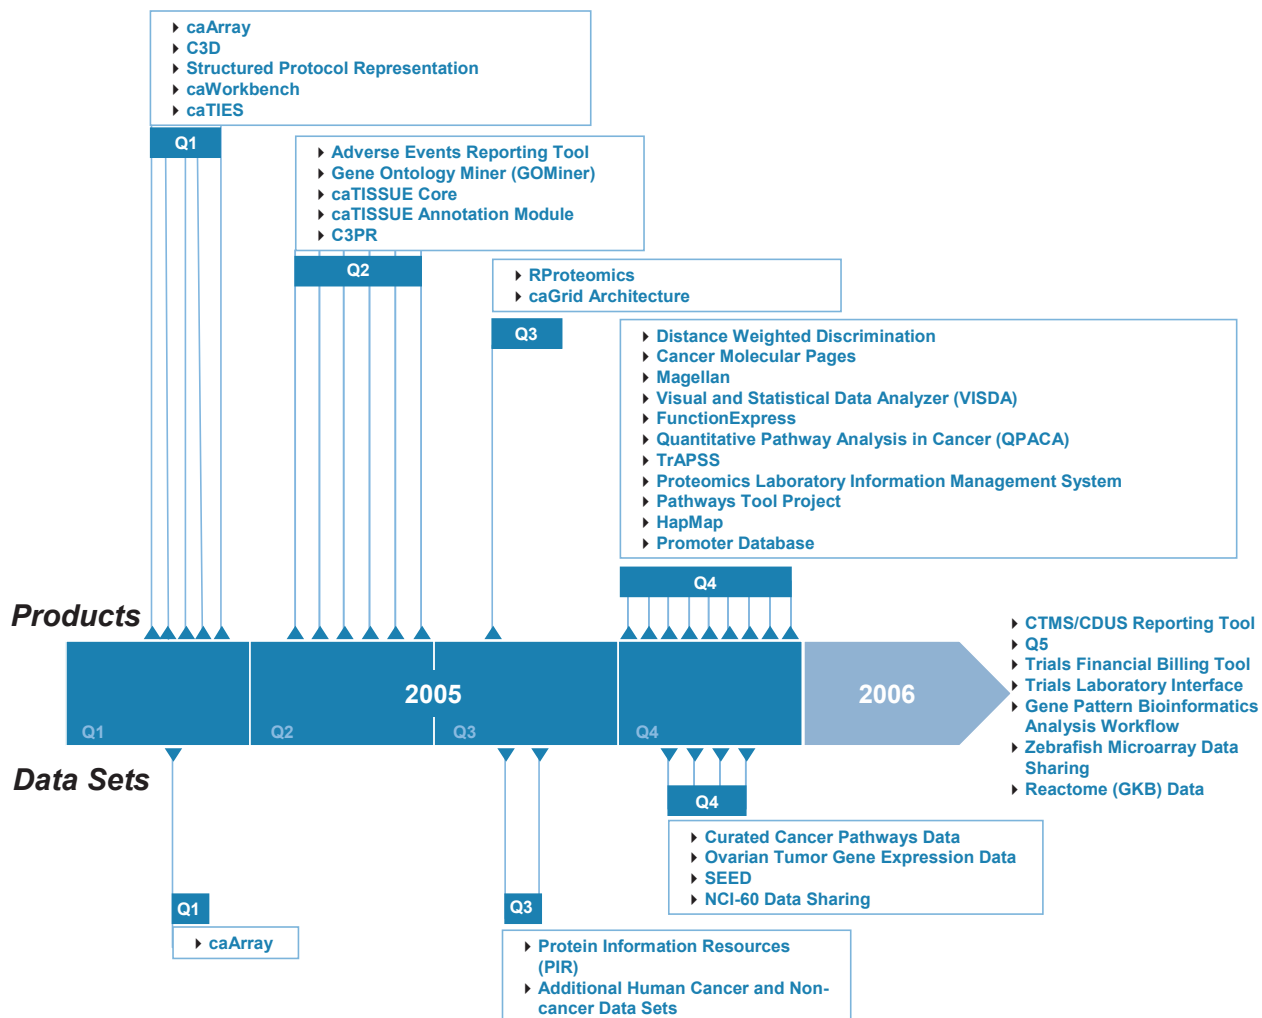 caArray
C3D
Structured Protocol Representation
caWorkbench
caTIES
Q1
Adverse Events Reporting Tool
Gene Ontology Miner (GOMiner)
caTISSUE Core
caTISSUE Annotation Module
C3PR
Q2
RProteomics
caGrid Architecture
Q3
Distance Weighted Discrimination
Cancer Molecular Pages
Magellan
Visual and Statistical Data Analyzer (VISDA)
FunctionExpress
Quantitative Pathway Analysis in Cancer (QPACA)
TrAPSS
Proteomics Laboratory Information Management System
Pathways Tool Project
HapMap
Promoter Database
Q4
Products
2005
2006
Q1
Q2
Q3
Q4
CTMS/CDUS Reporting Tool
Q5
Trials Financial Billing Tool
Trials Laboratory Interface
Gene Pattern Bioinformatics
Analysis Workflow
Zebrafish Microarray Data
Sharing
Reactome (GKB) Data
Data Sets
Q1
caArray
Q3
Protein Information Resources
(PIR)
Additional Human Cancer and Non-
cancer Data Sets
Q4
Curated Cancer Pathways Data
Ovarian Tumor Gene Expression Data
SEED
NCI-60 Data Sharing